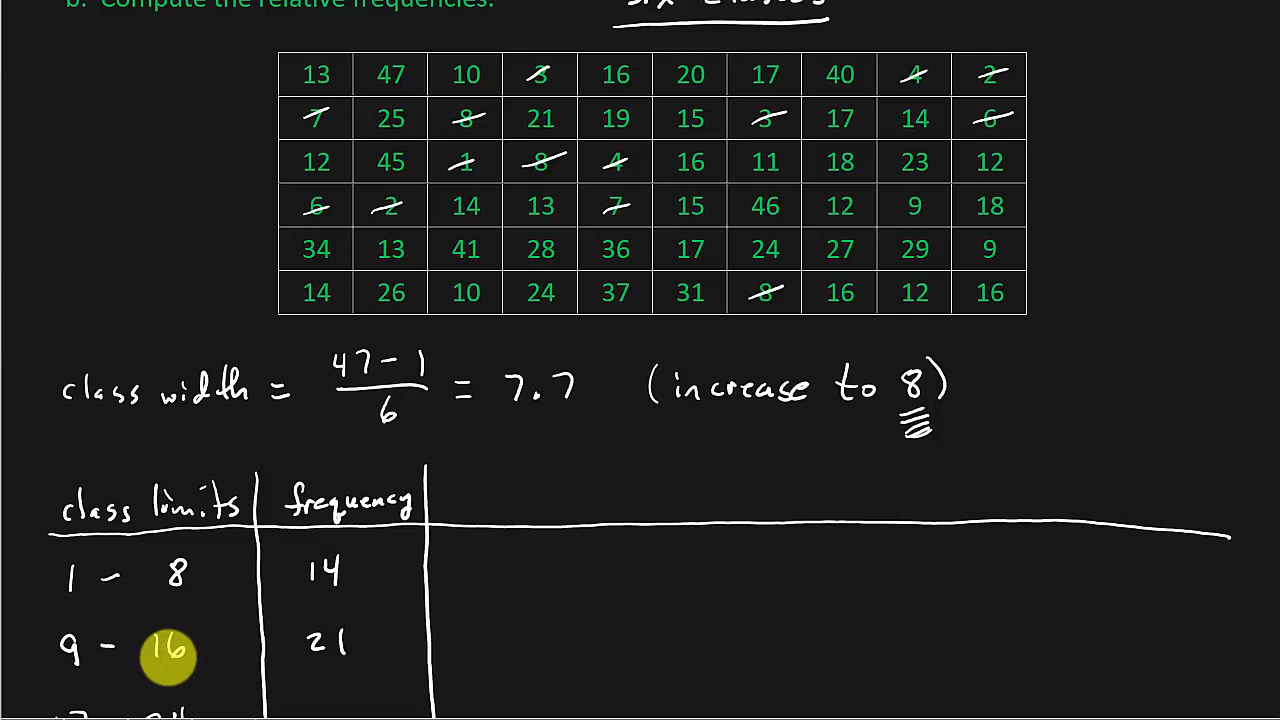 b. Compute the relative frequencies.
six classes
13 47 10 3 16 20 17 40 4 2
7 25 8 21 19 15 3 17 14 6
12 45 1 8 4 16 11 18 23 12
6 2 14 13 7 15 46 12 9 18
34 13 41 28 36 17 24 27 29 9
14 26 10 24 37 31 8 16 12 16
class width = 47 - 1 / 6 = 7.7 (increase to 8)
class limits frequency
1 - 8 14
9 - 16 21
17 - 24